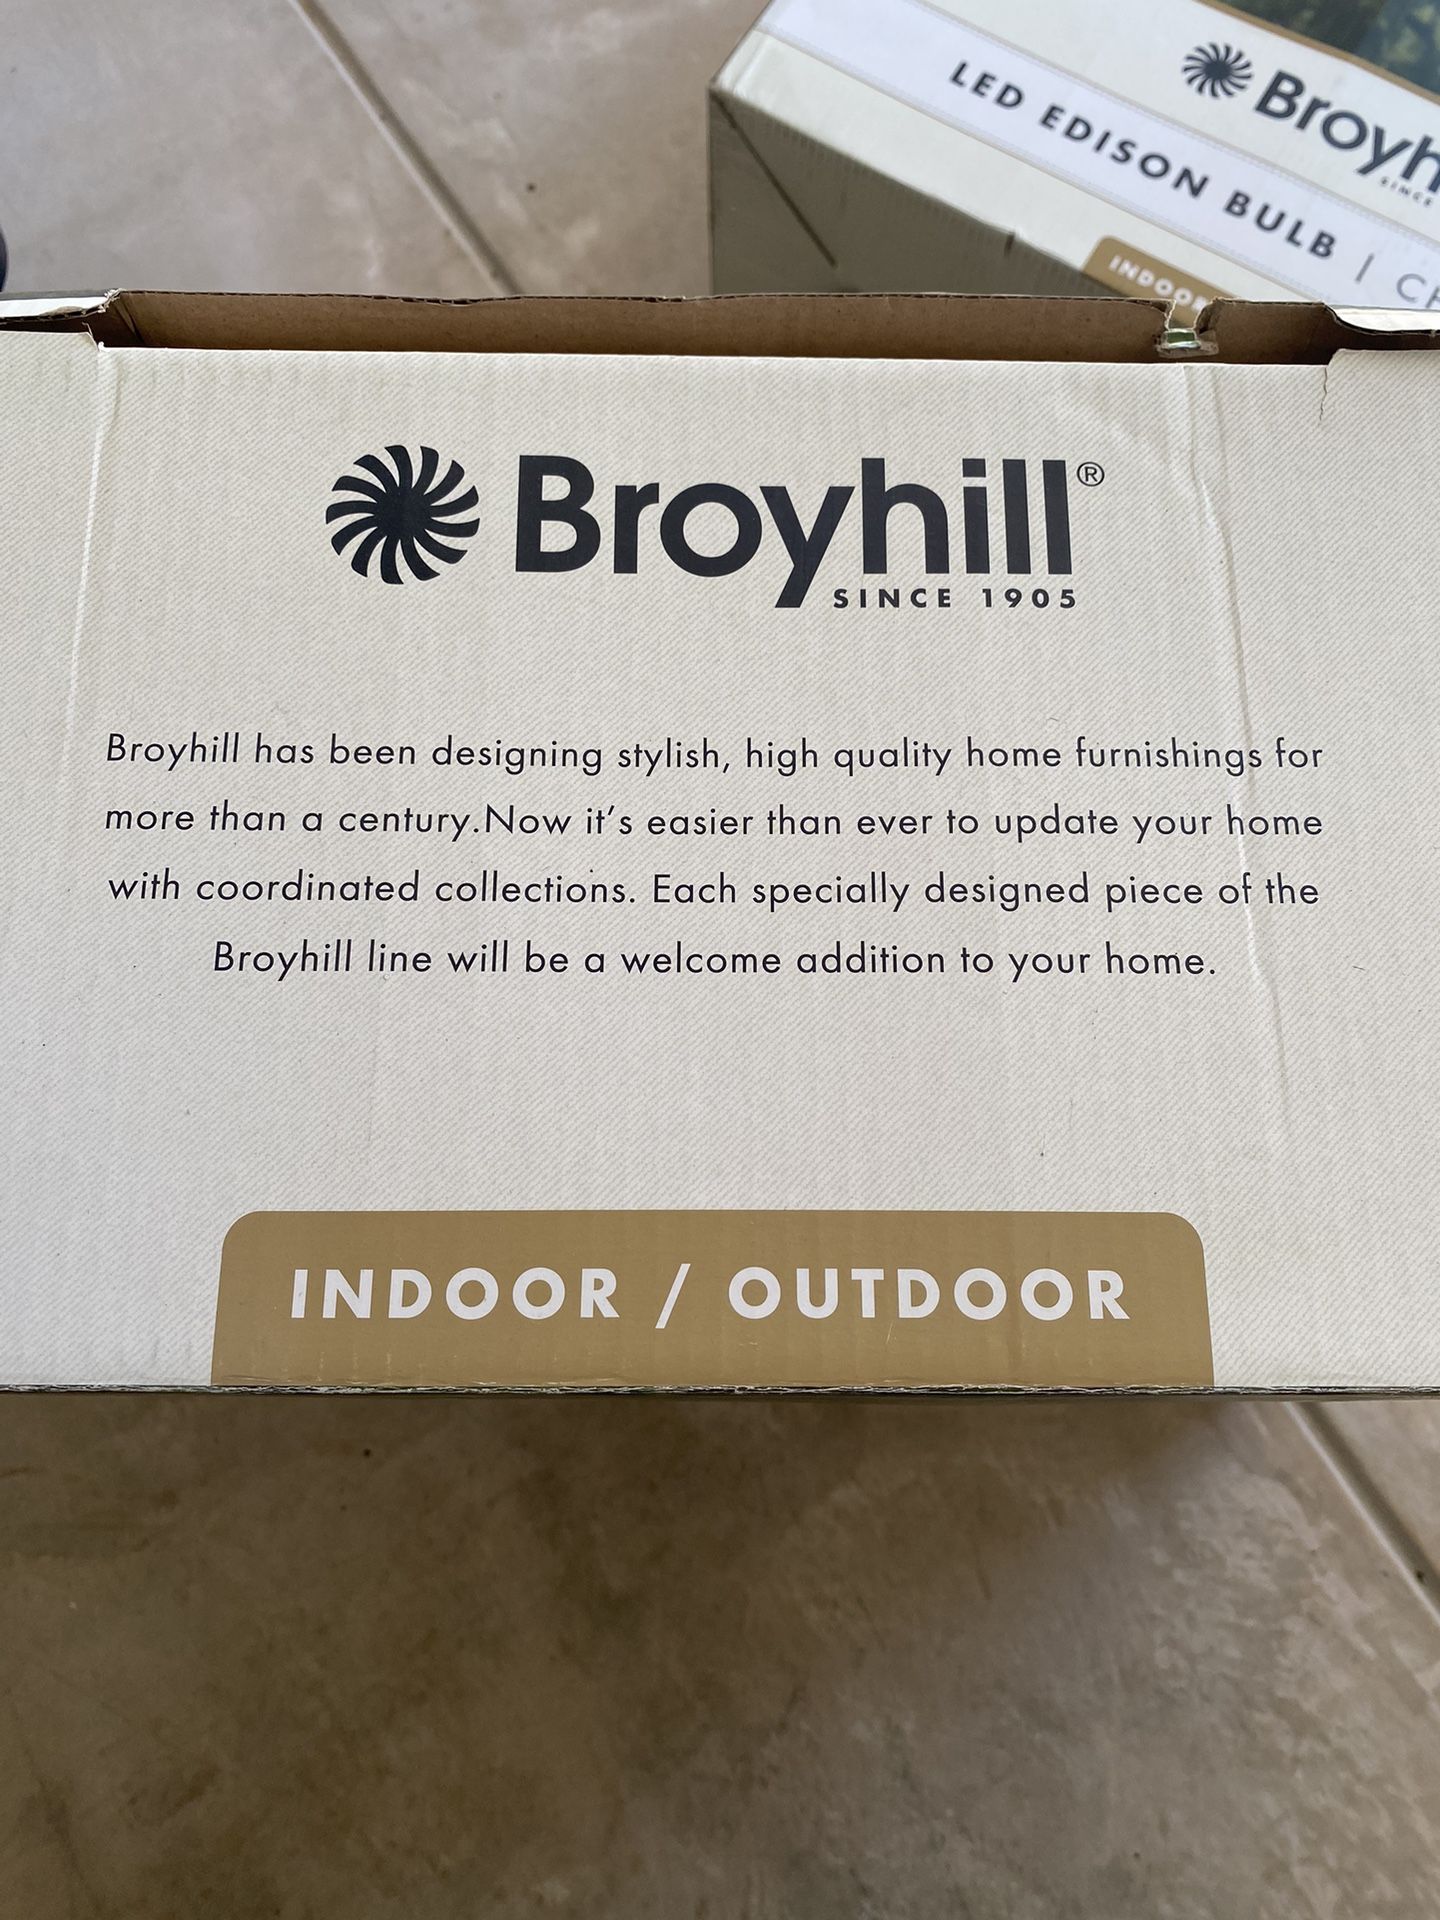 Broyhill
LED EDISON BULB |
INDOOR
Broyhill®
SINCE 1905
Broyhill has been designing stylish, high quality home furnishings for
more than a century.Now it's easier than ever to update your home
with coordinated collections. Each specially designed piece of the
Broyhill line will be a welcome addition to your home.
INDOOR / OUTDOOR